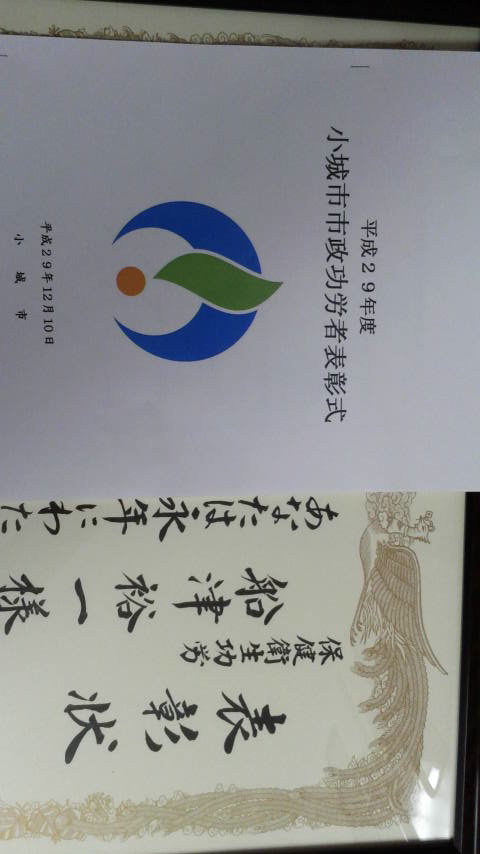 平成２９年度
小城市市政功労者表彰式
平成２９年１２月１０日
小城市
表彰状
保健衛生功労
船津裕一様
あなたは永年にわた